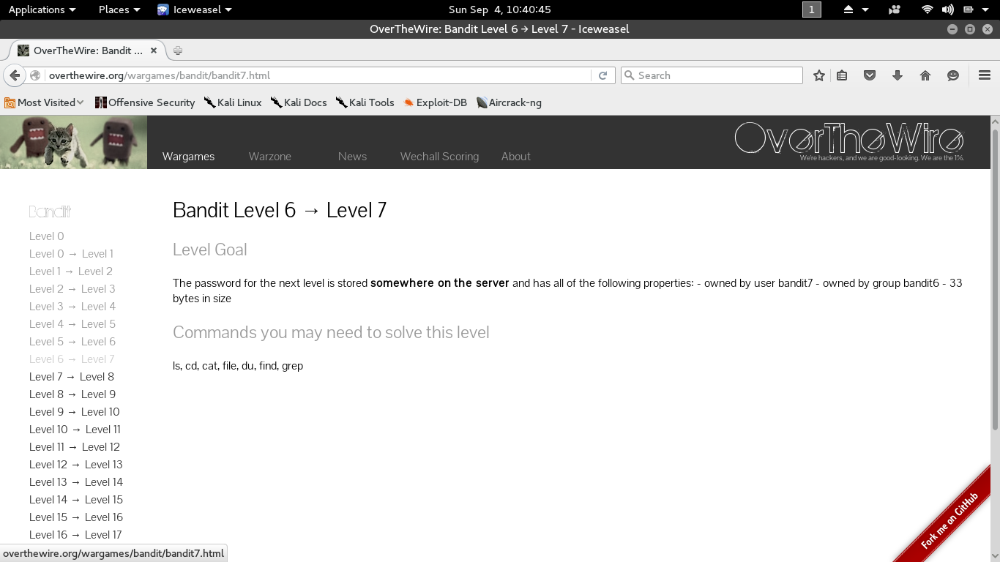 Applications Places Iceweasel Sun Sep 4, 10:40:45 1
OverTheWire: Bandit Level 6 → Level 7 - Iceweasel
OverTheWire: Bandit ...
overthewire.org/wargames/bandit/bandit7.html Search
Most Visited Offensive Security Kali Linux Kali Docs Kali Tools Exploit-DB Aircrack-ng
OverTheWire
We're hackers, and we are good-looking. We are the 1%.
Wargames Warzone News Wechall Scoring About
Bandit
Level 0
Level 0 → Level 1
Level 1 → Level 2
Level 2 → Level 3
Level 3 → Level 4
Level 4 → Level 5
Level 5 → Level 6
Level 6 → Level 7
Level 7 → Level 8
Level 8 → Level 9
Level 9 → Level 10
Level 10 → Level 11
Level 11 → Level 12
Level 12 → Level 13
Level 13 → Level 14
Level 14 → Level 15
Level 15 → Level 16
Level 16 → Level 17
Bandit Level 6 → Level 7
Level Goal
The password for the next level is stored somewhere on the server and has all of the following properties: - owned by user bandit7 - owned by group bandit6 - 33
bytes in size
Commands you may need to solve this level
ls, cd, cat, file, du, find, grep
Fork me on GitHub
overthewire.org/wargames/bandit/bandit7.html